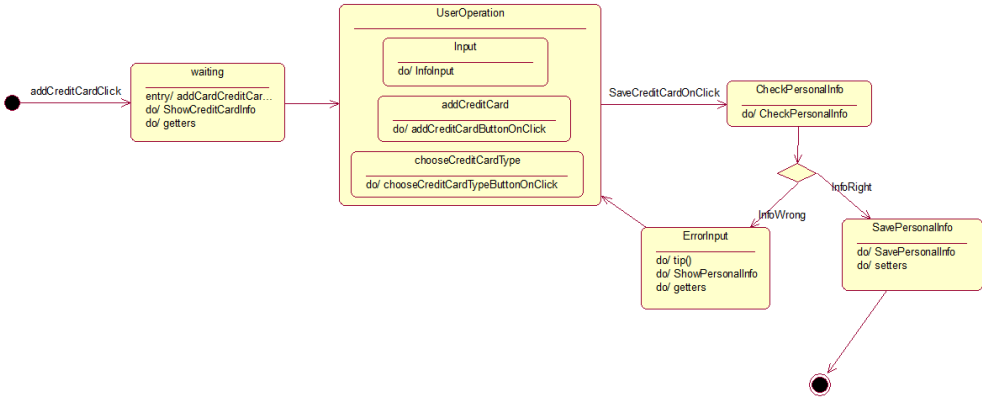 addCreditCardClick
waiting
entry/ addCardCreditCar...
do/ ShowCreditCardInfo
do/ getters
UserOperation
Input
do/ InfoInput
addCreditCard
do/ addCreditCardButtonOnClick
chooseCreditCardType
do/ chooseCreditCardTypeButtonOnClick
SaveCreditCardOnClick
CheckPersonalInfo
do/ CheckPersonalInfo
InfoRight
InfoWrong
ErrorInput
do/ tip()
do/ ShowPersonalInfo
do/ getters
SavePersonalInfo
do/ SavePersonalInfo
do/ setters